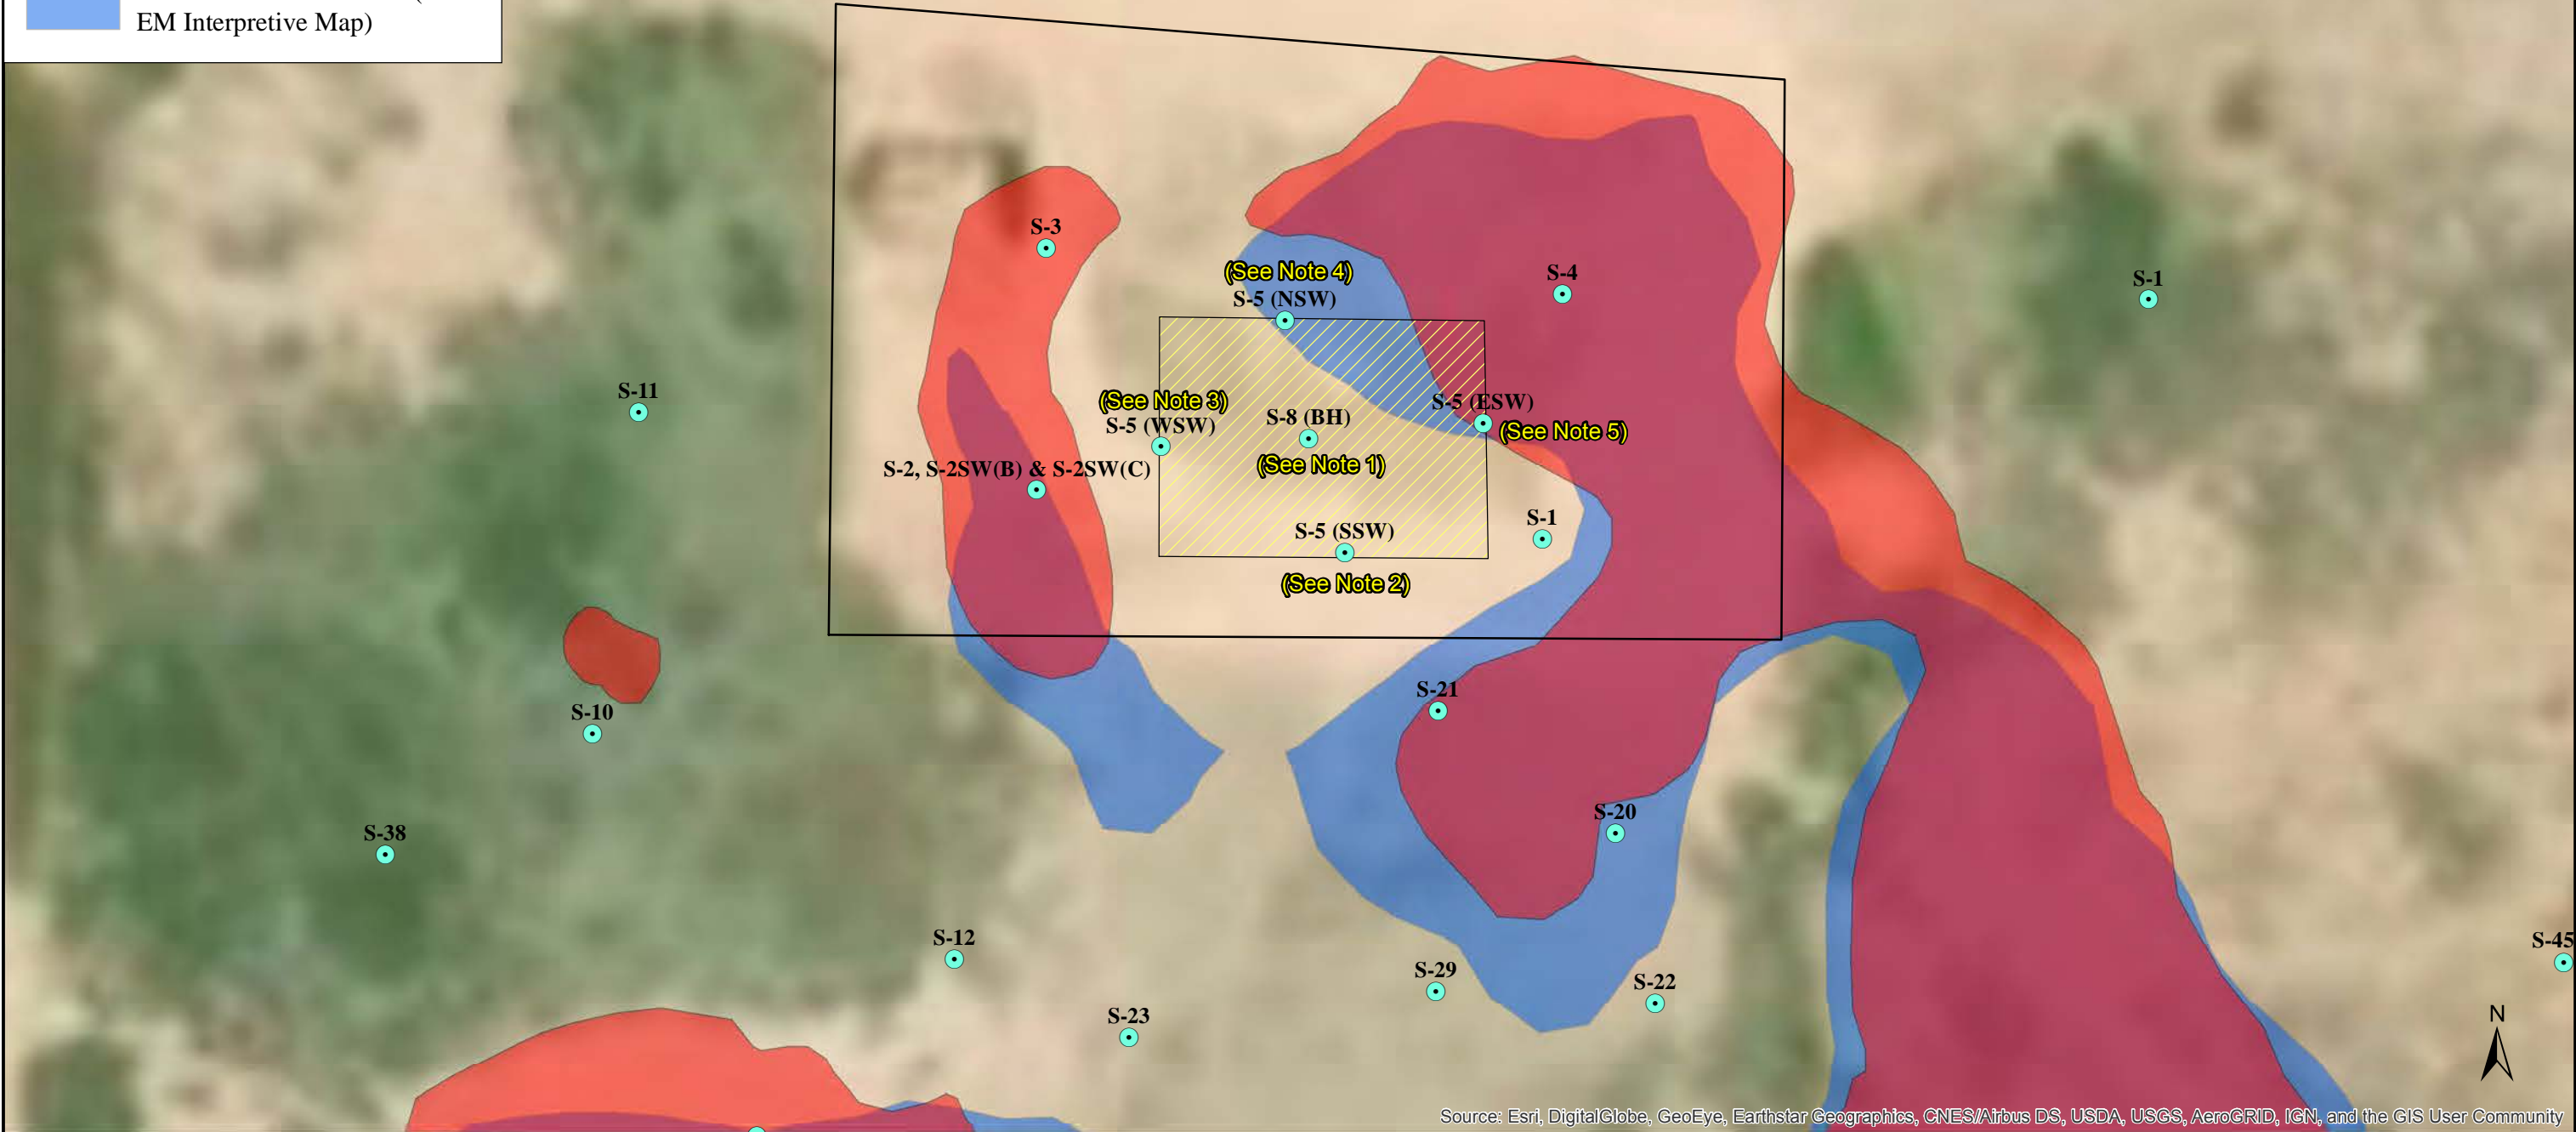 EM Interpretive Map)
S-3
(See Note 4)
S-5 (NSW)
S-4
S-1
S-11
(See Note 3)
S-5 (WSW)
S-8 (BH)
(See Note 1)
S-5 (ESW)
(See Note 5)
S-2, S-2SW(B) & S-2SW(C)
S-5 (SSW)
(See Note 2)
S-1
S-21
S-10
S-20
S-38
S-12
S-29
S-22
S-23
S-45
N
Source: Esri, DigitalGlobe, GeoEye, Earthstar Geographics, CNES/Airbus DS, USDA, USGS, AeroGRID, IGN, and the GIS User Community